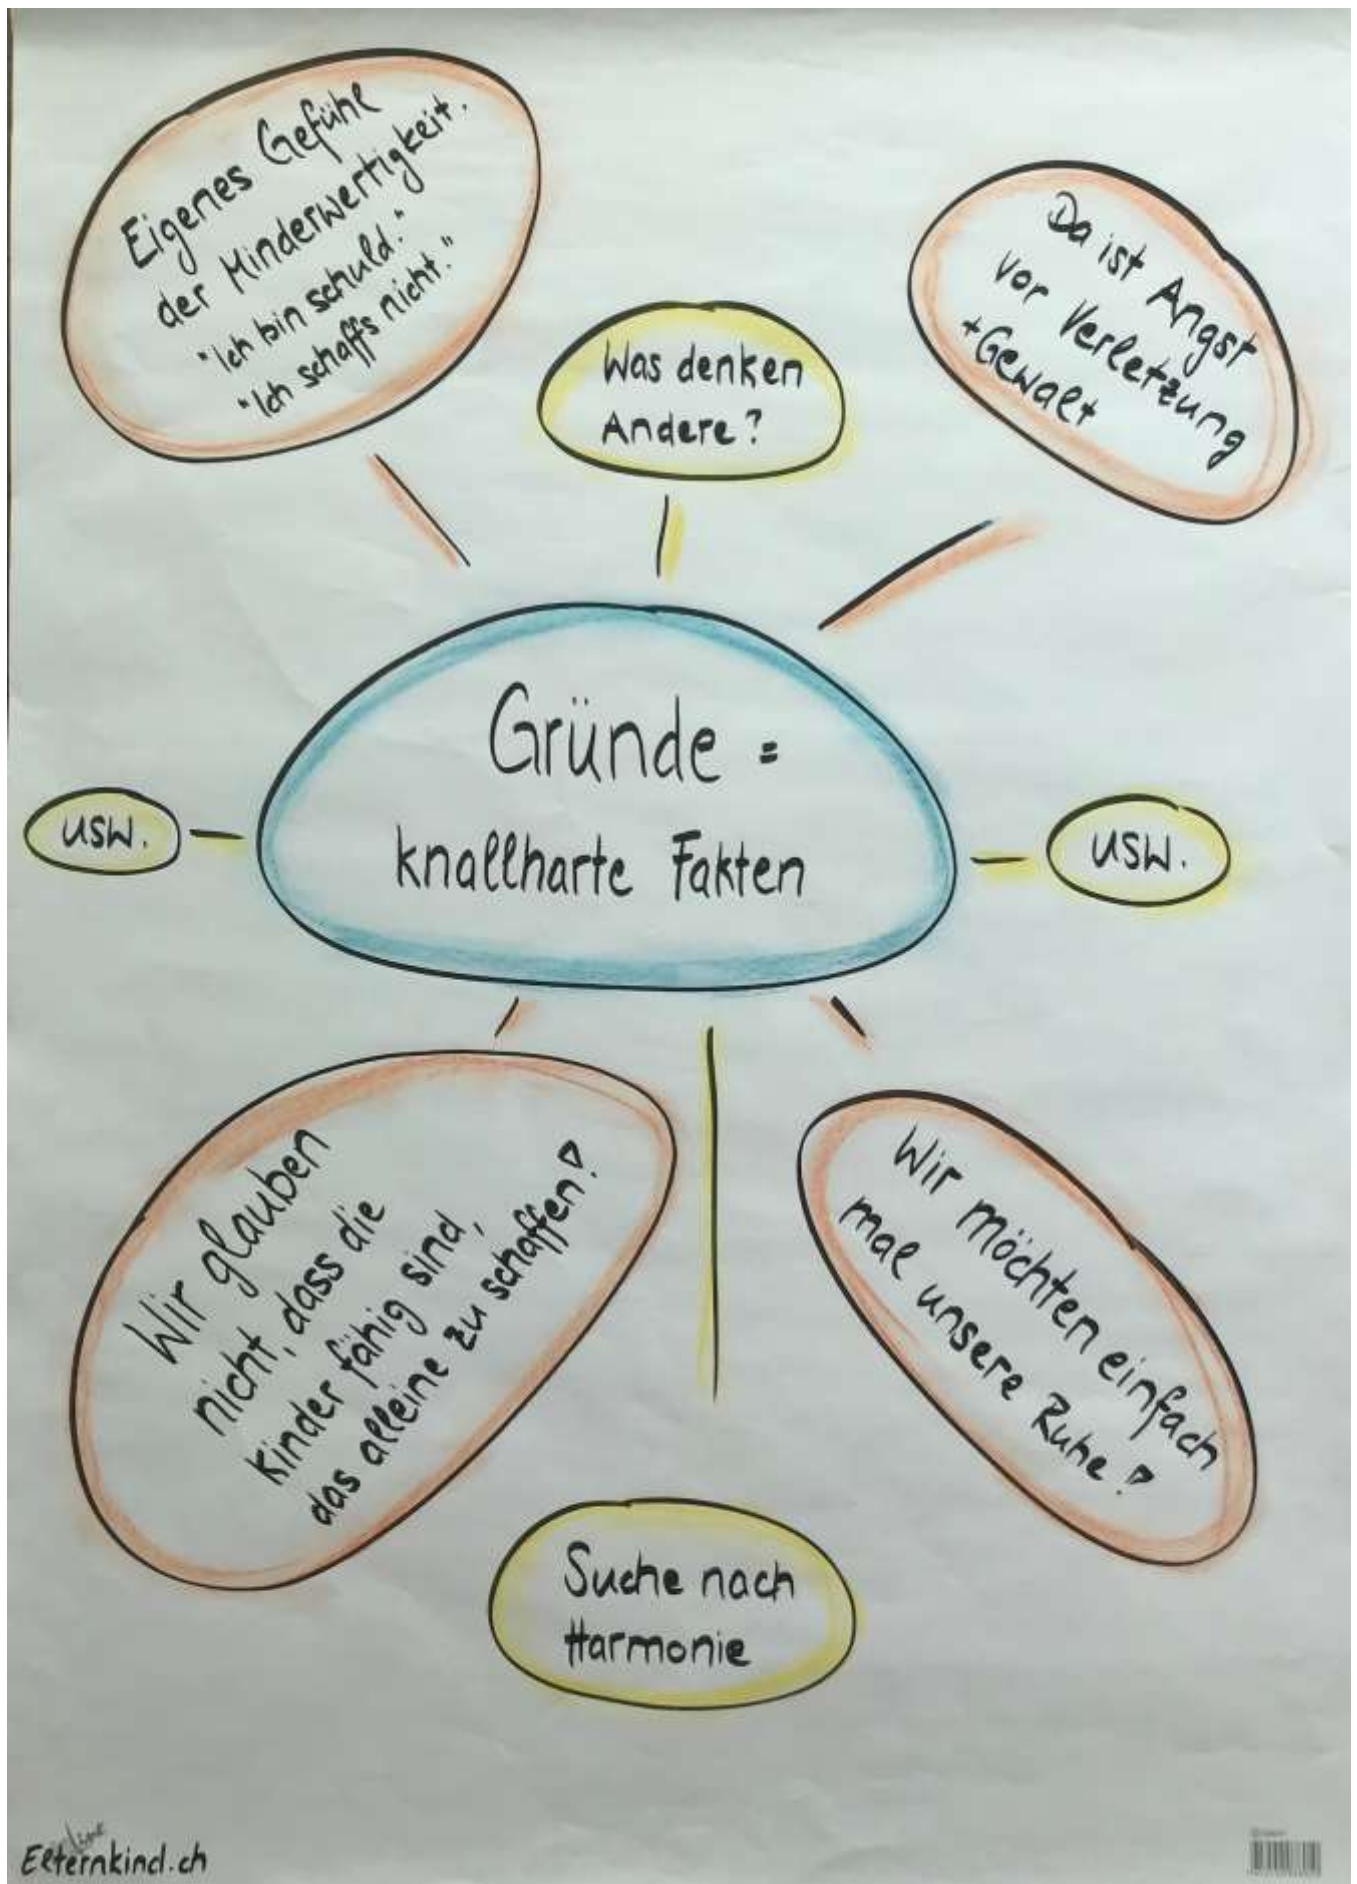 Eigenes Gefühl
der Minderwertigkeit.
"Ich bin schuld."
"Ich schaffs nicht."
Was denken
Andere?
Da ist Angst
vor Verletzung
+Gewalt
Gründe =
knallharte Fakten
usw.
usw.
Wir glauben
nicht, dass die
Kinder fähig sind,
das alleine zu schaffen!
Wir möchten einfach
mal unsere Ruhe!
Suche nach
Harmonie
Elternkind.ch